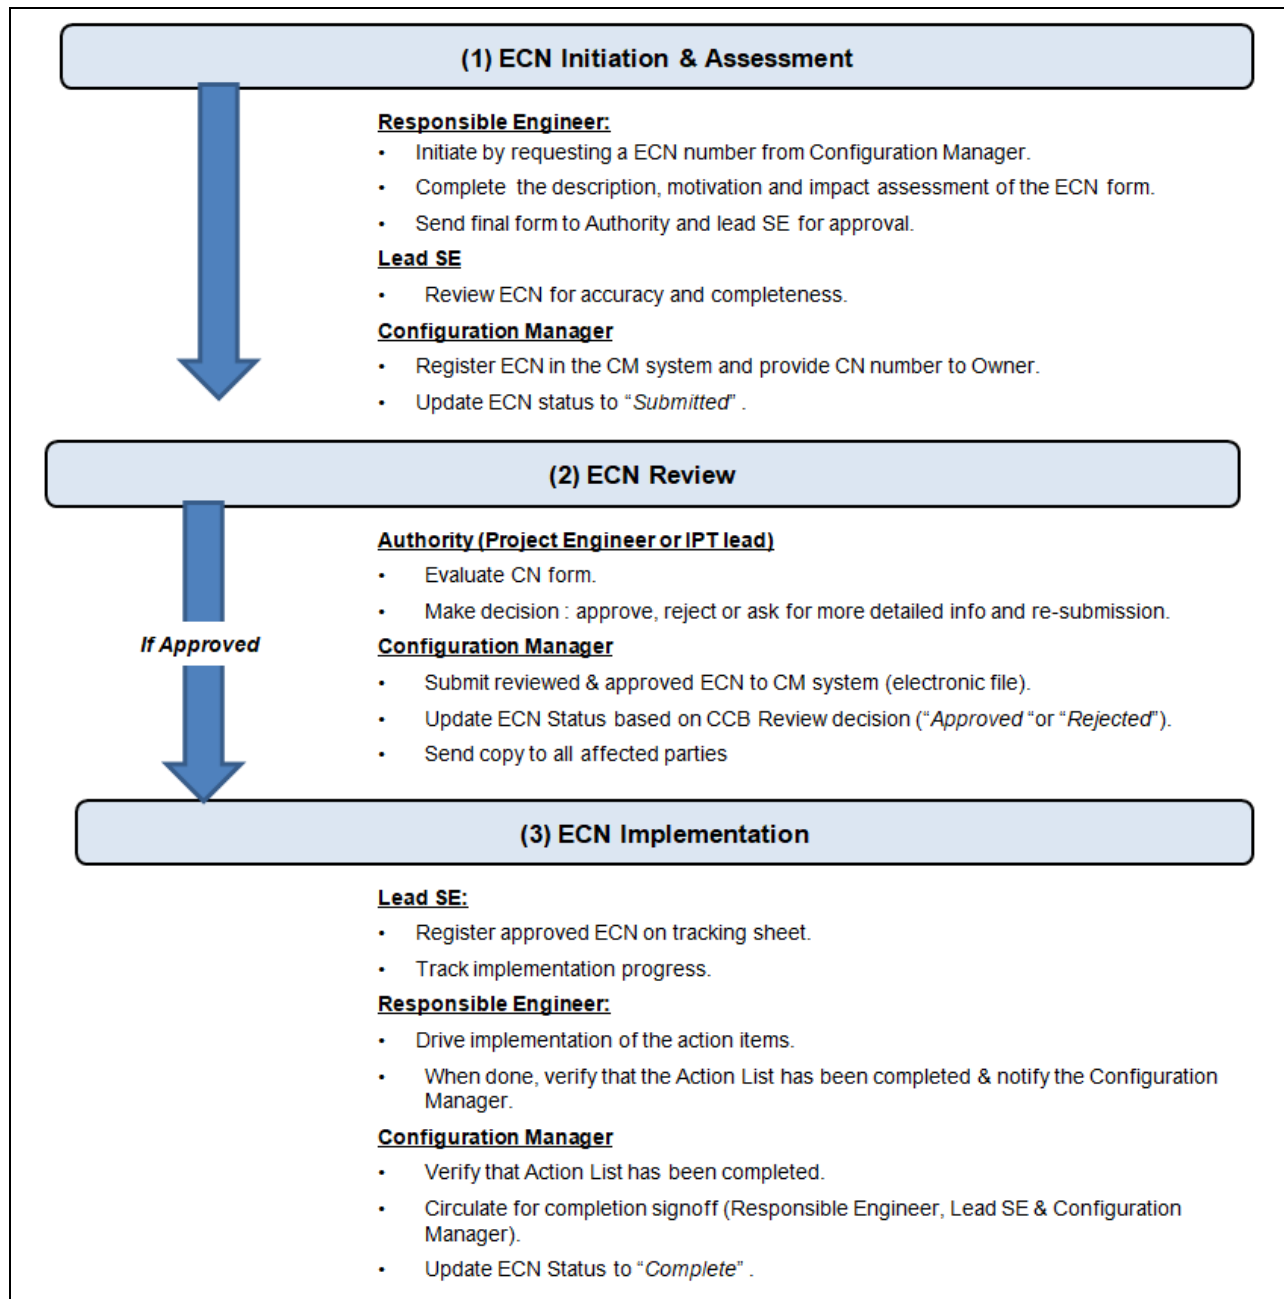 (1) ECN Initiation & Assessment
Responsible Engineer:
• Initiate by requesting a ECN number from Configuration Manager.
• Complete the description, motivation and impact assessment of the ECN form.
• Send final form to Authority and lead SE for approval.
Lead SE
• Review ECN for accuracy and completeness.
Configuration Manager
• Register ECN in the CM system and provide CN number to Owner.
• Update ECN status to “Submitted” .
(2) ECN Review
Authority (Project Engineer or IPT lead)
• Evaluate CN form.
• Make decision : approve, reject or ask for more detailed info and re-submission.
If Approved
Configuration Manager
• Submit reviewed & approved ECN to CM system (electronic file).
• Update ECN Status based on CCB Review decision (“Approved “or “Rejected”).
• Send copy to all affected parties
(3) ECN Implementation
Lead SE:
• Register approved ECN on tracking sheet.
• Track implementation progress.
Responsible Engineer:
• Drive implementation of the action items.
• When done, verify that the Action List has been completed & notify the Configuration
Manager.
Configuration Manager
• Verify that Action List has been completed.
• Circulate for completion signoff (Responsible Engineer, Lead SE & Configuration
Manager).
• Update ECN Status to “Complete” .